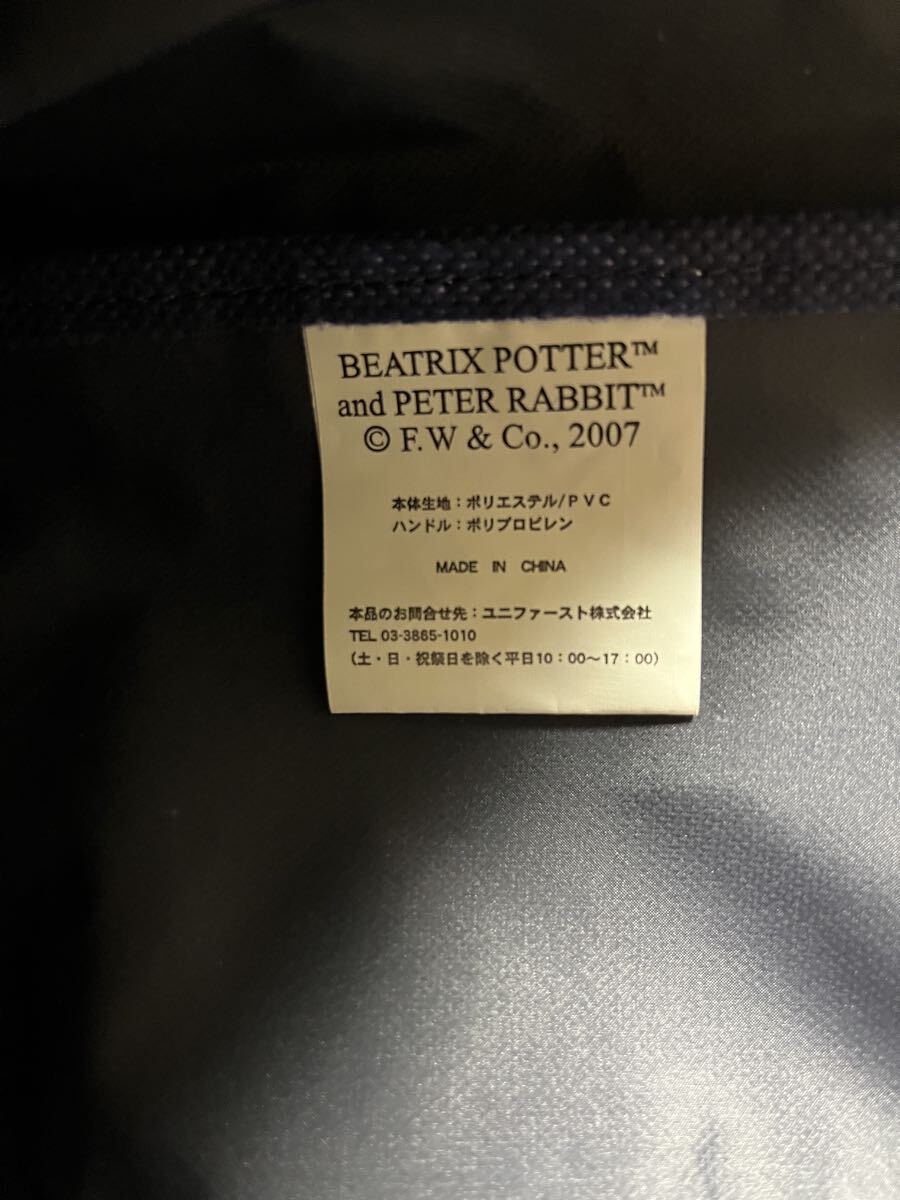 BEATRIX POTTER™
and PETER RABBIT™
© F.W & Co., 2007
本体生地：ポリエステル/PVC
ハンドル：ポリプロピレン
MADE IN CHINA
本品のお問合せ先：ユニファースト株式会社
TEL 03-3865-1010
（土・日・祝祭日を除く平日10：00～17：00）